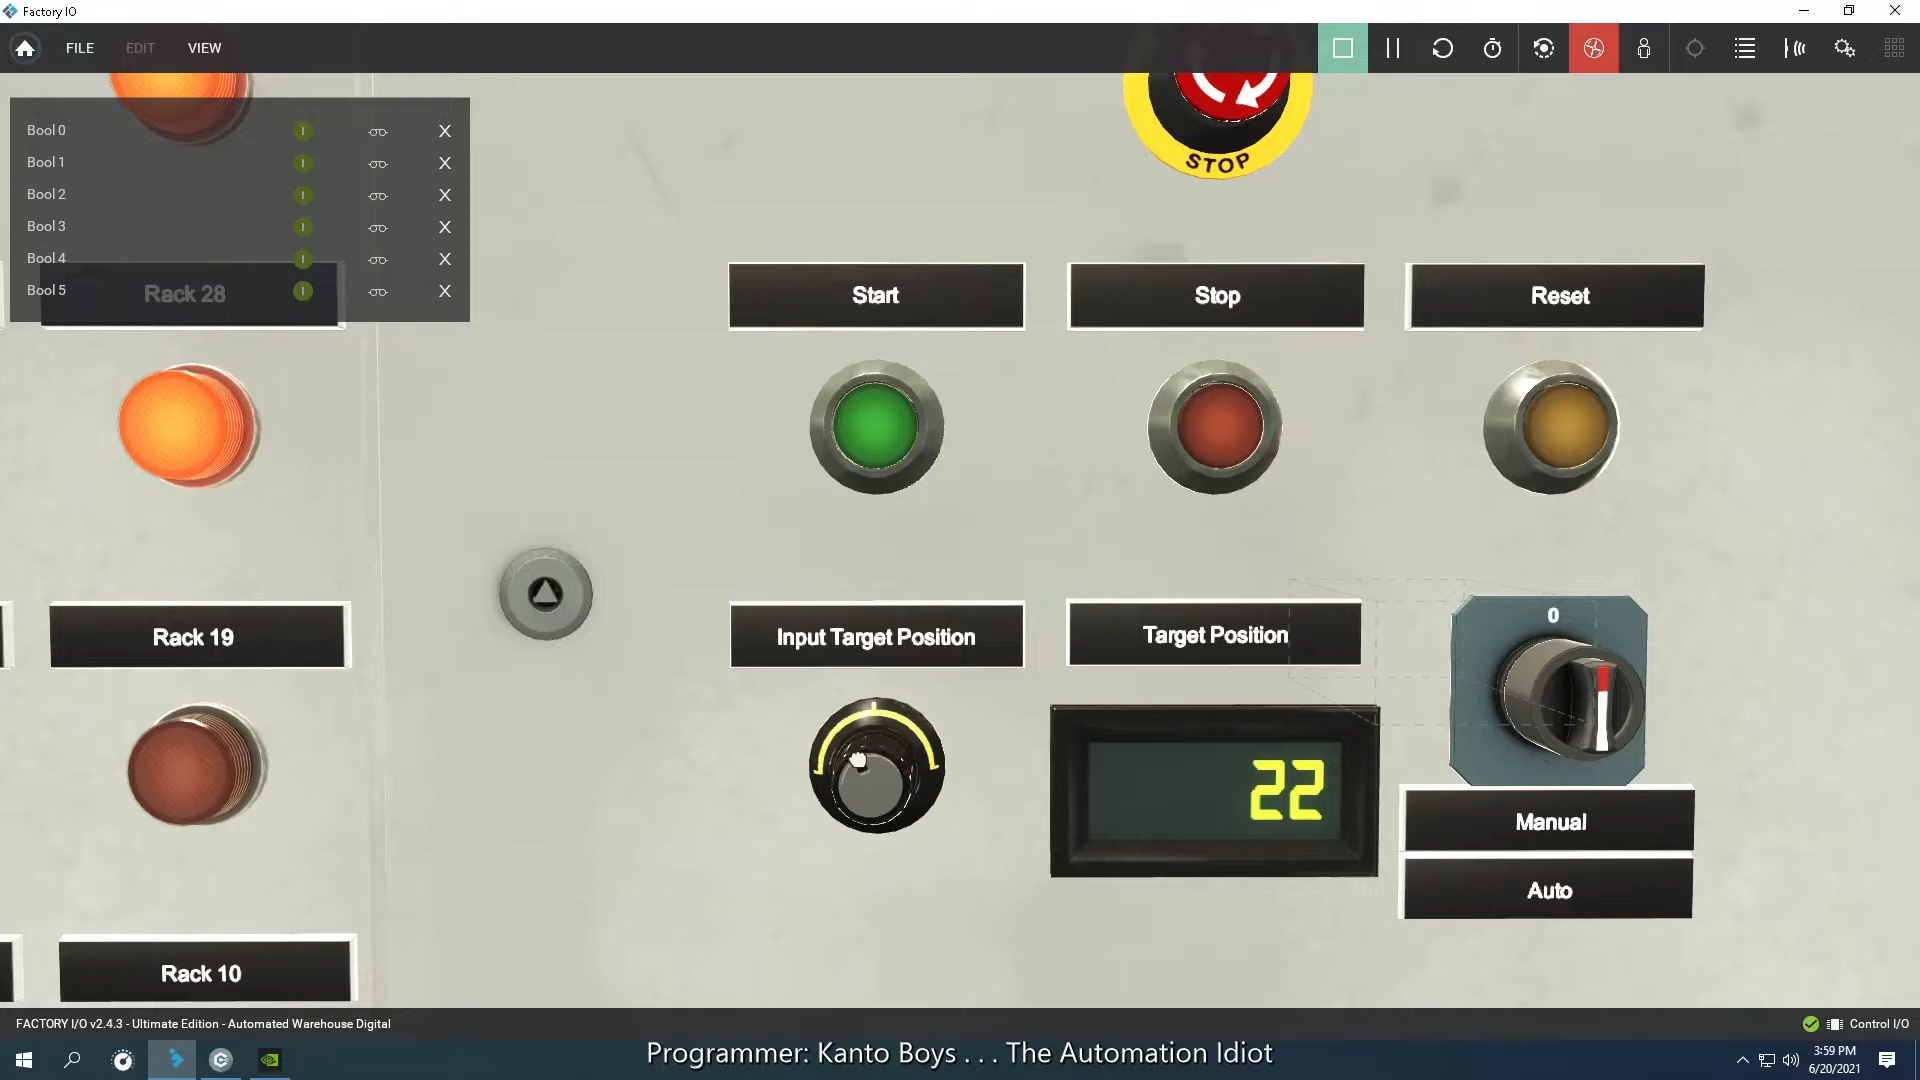 Factory IO
FILE EDIT VIEW
Bool 0 X
Bool 1 X
Bool 2 X
Bool 3 X
Bool 4 X
Bool 5 X
Rack 28
STOP
Start
Stop
Reset
Rack 19
Input Target Position
Target Position
0
22
Manual
Auto
Rack 10
FACTORY I/O v2.4.3 - Ultimate Edition - Automated Warehouse Digital
Control I/O
Programmer: Kanto Boys . . . The Automation Idiot
3:59 PM
6/20/2021